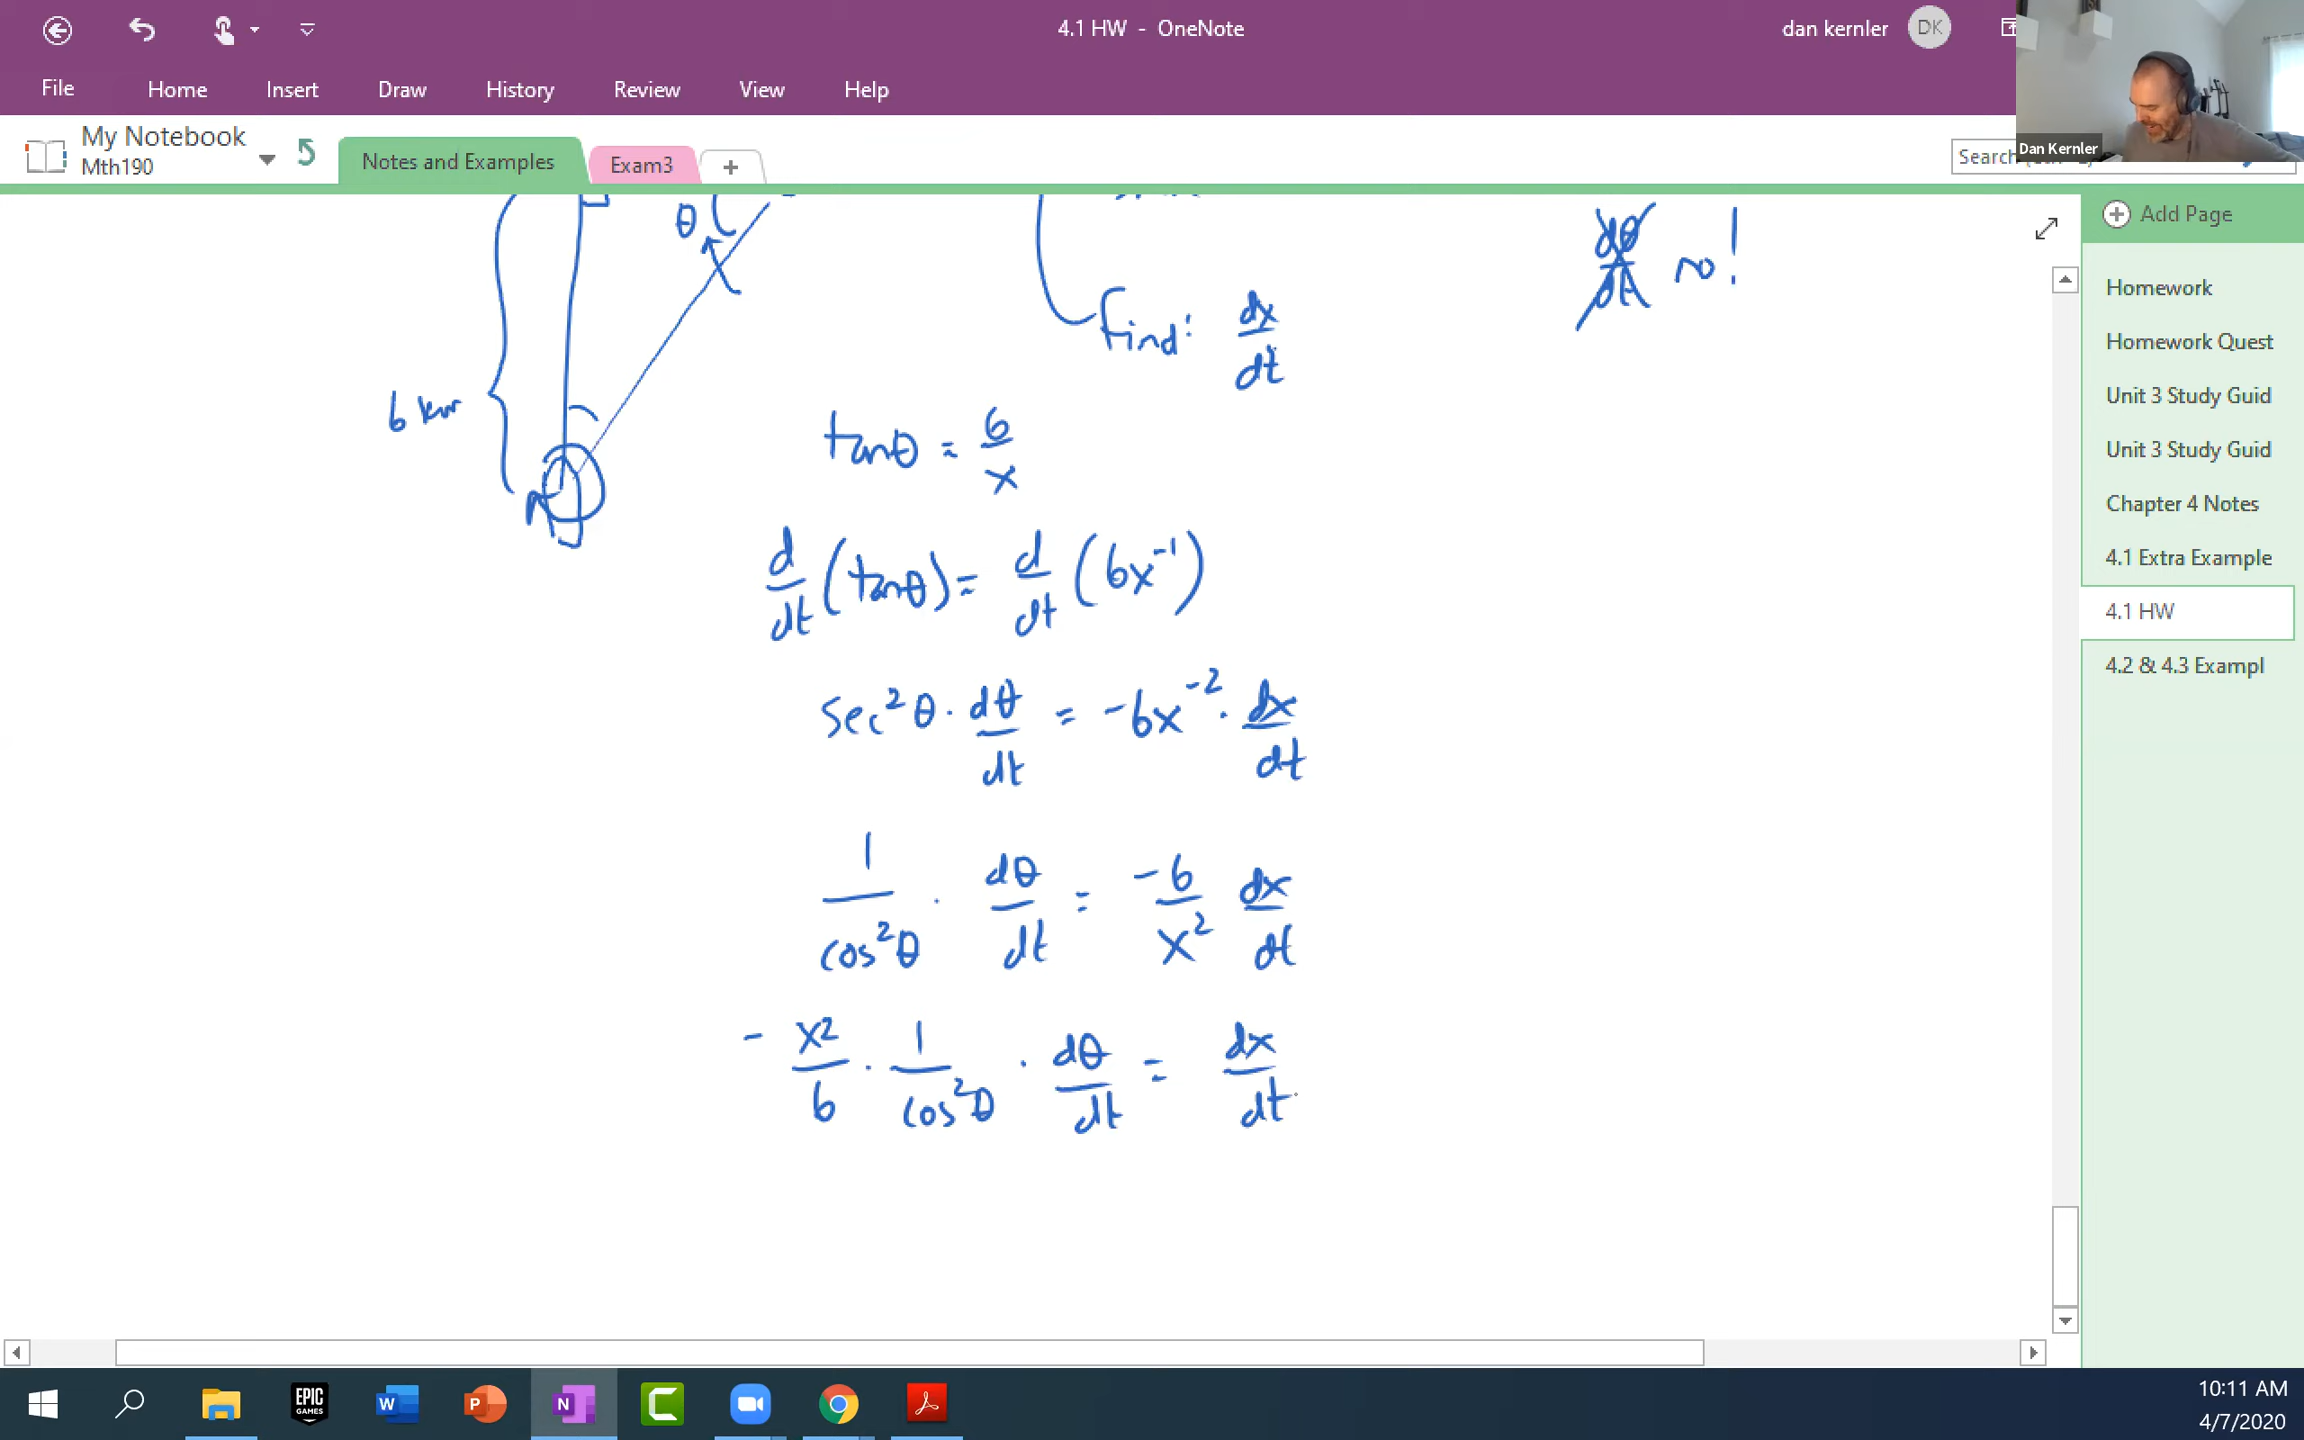 4.1 HW - OneNote
dan kernler
DK
File
Home
Insert
Draw
History
Review
View
Help
Dan Kernler
My Notebook
Mth190
Notes and Examples
Exam3
+
Search
Add Page
Homework
Homework Quest
Unit 3 Study Guid
Unit 3 Study Guid
Chapter 4 Notes
4.1 Extra Example
4.1 HW
4.2 & 4.3 Exampl
θ
6 km
dθ/dt no!
find: dx/dt
tanθ = 6/x
d/dt (tanθ) = d/dt (6x⁻¹)
sec²θ · dθ/dt = -6x⁻² · dx/dt
1/cos²θ · dθ/dt = -6/x² dx/dt
- x²/6 · 1/cos²θ · dθ/dt = dx/dt
EPIC
GAMES
W
P
N
10:11 AM
4/7/2020